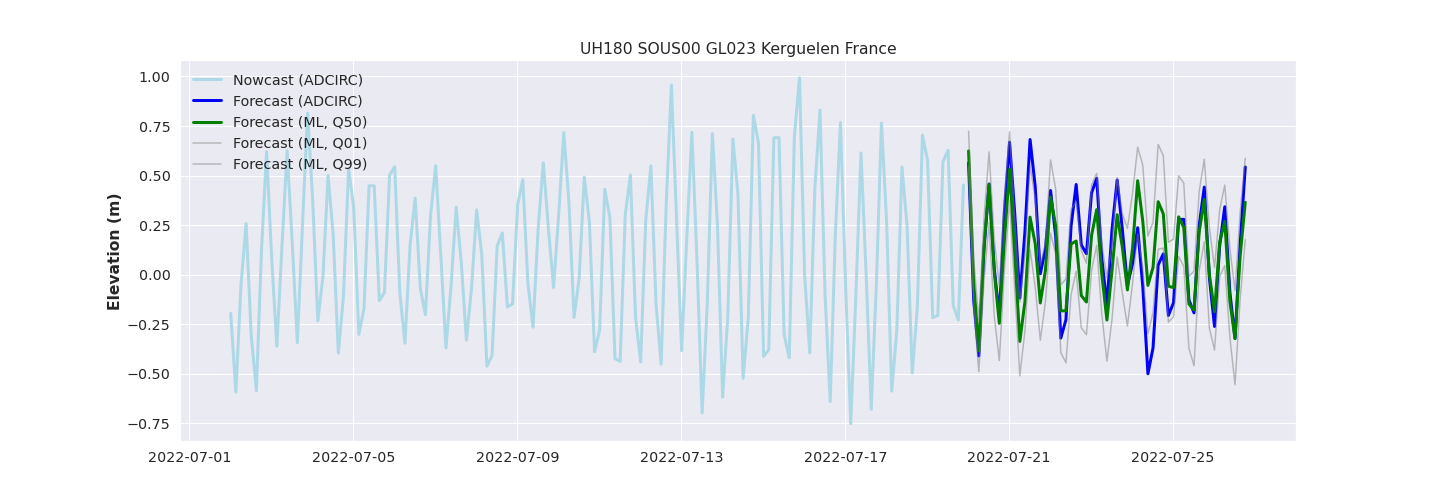 UH180 SOUS00 GL023 Kerguelen France
Nowcast (ADCIRC)
Forecast (ADCIRC)
Forecast (ML, Q50)
Forecast (ML, Q01)
Forecast (ML, Q99)
Elevation (m)
1.00
0.75
0.50
0.25
0.00
−0.25
−0.50
−0.75
2022-07-01
2022-07-05
2022-07-09
2022-07-13
2022-07-17
2022-07-21
2022-07-25